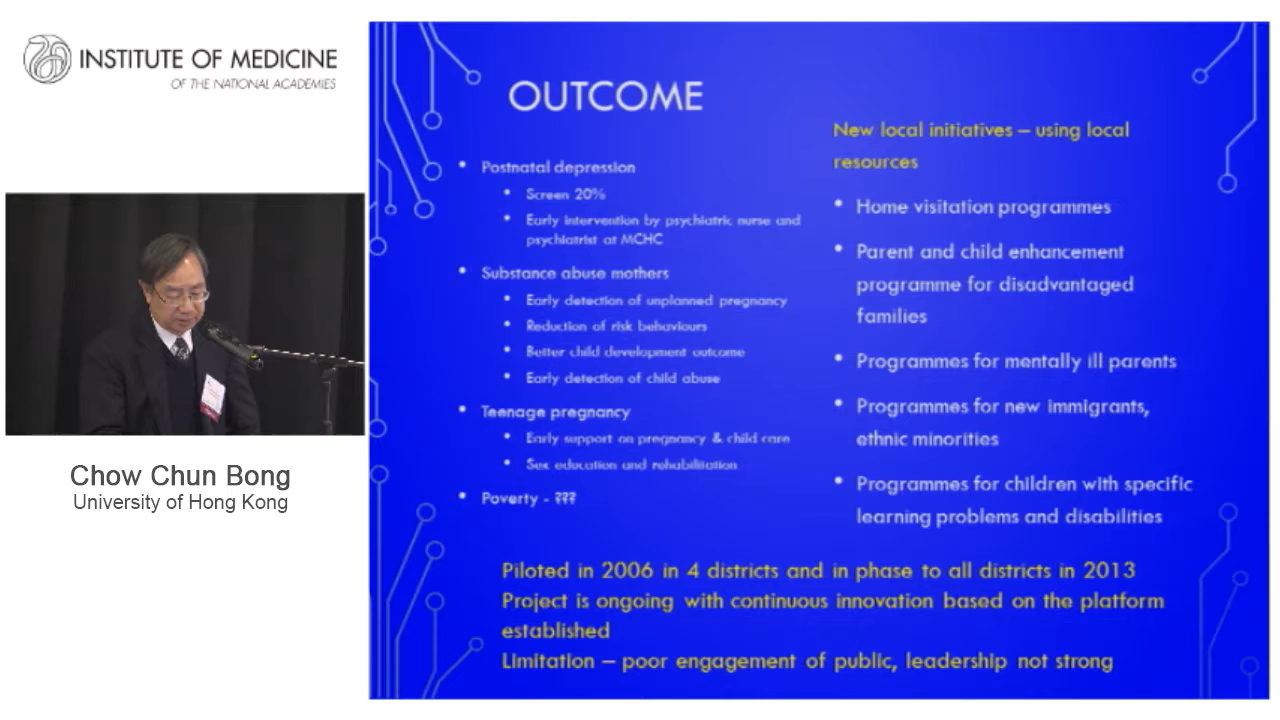 INSTITUTE OF MEDICINE
OF THE NATIONAL ACADEMIES
Chow Chun Bong
University of Hong Kong
OUTCOME
• Postnatal depression
• Screen 20%
• Early intervention by psychiatric nurse and
psychiatrist at MCHC
• Substance abuse mothers
• Early detection of unplanned pregnancy
• Reduction of risk behaviours
• Better child development outcome
• Early detection of child abuse
• Teenage pregnancy
• Early support on pregnancy & child care
• Sex education and rehabilitation
• Poverty - ???
New local initiatives – using local
resources
• Home visitation programmes
• Parent and child enhancement
programme for disadvantaged
families
• Programmes for mentally ill parents
• Programmes for new immigrants,
ethnic minorities
• Programmes for children with specific
learning problems and disabilities
Piloted in 2006 in 4 districts and in phase to all districts in 2013
Project is ongoing with continuous innovation based on the platform
established
Limitation – poor engagement of public, leadership not strong